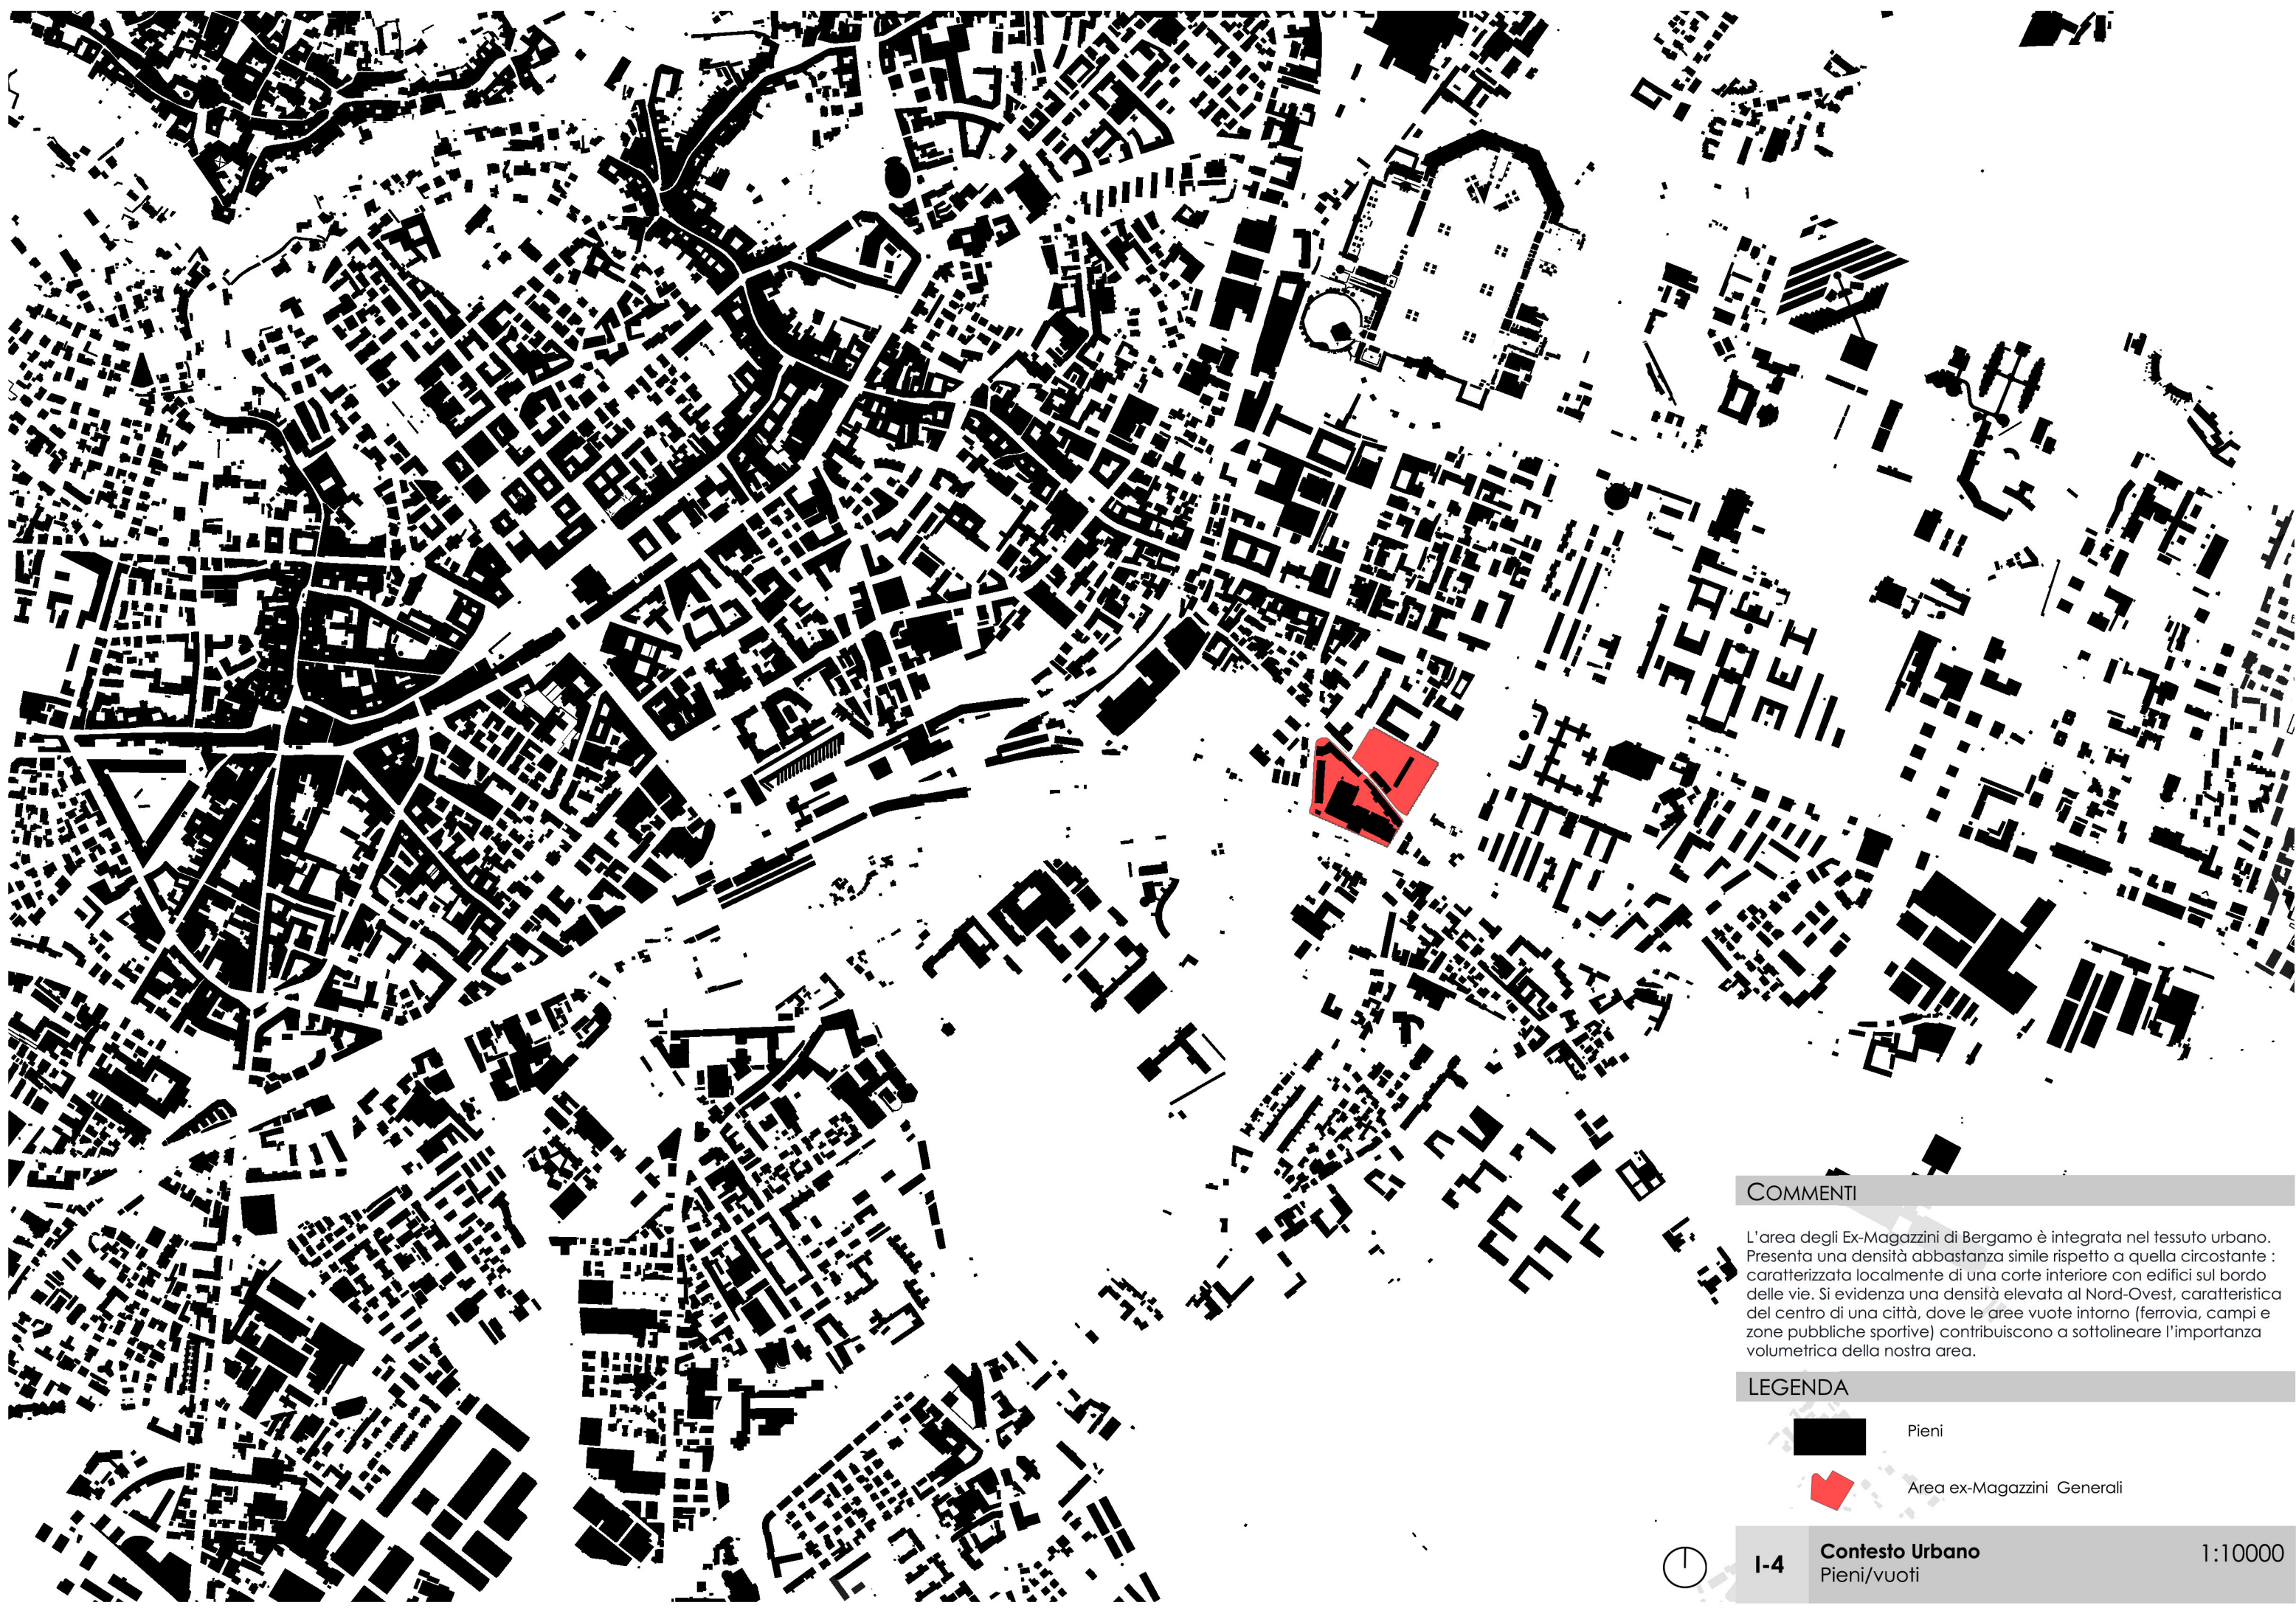 COMMENTI
L'area degli Ex-Magazzini di Bergamo è integrata nel tessuto urbano.
Presenta una densità abbastanza simile rispetto a quella circostante :
caratterizzata localmente di una corte interiore con edifici sul bordo
delle vie. Si evidenza una densità elevata al Nord-Ovest, caratteristica
del centro di una città, dove le aree vuote intorno (ferrovia, campi e
zone pubbliche sportive) contribuiscono a sottolineare l'importanza
volumetrica della nostra area.
LEGENDA
Pieni
Area ex-Magazzini Generali
I-4
Contesto Urbano
Pieni/vuoti
1:10000